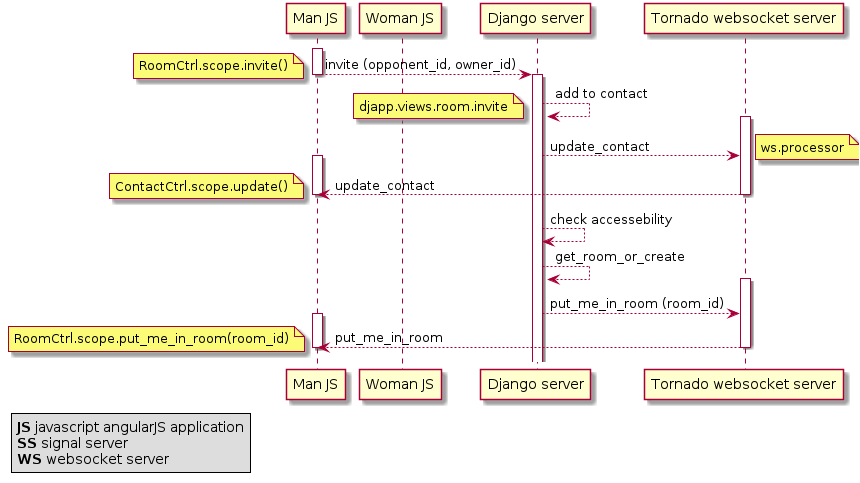 Man JS
Woman JS
Django server
Tornado websocket server
RoomCtrl.scope.invite()
invite (opponent_id, owner_id)
add to contact
djapp.views.room.invite
update_contact
ws.processor
ContactCtrl.scope.update()
update_contact
check accessebility
get_room_or_create
put_me_in_room (room_id)
RoomCtrl.scope.put_me_in_room(room_id)
put_me_in_room
Man JS
Woman JS
Django server
Tornado websocket server
JS javascript angularJS application
SS signal server
WS websocket server